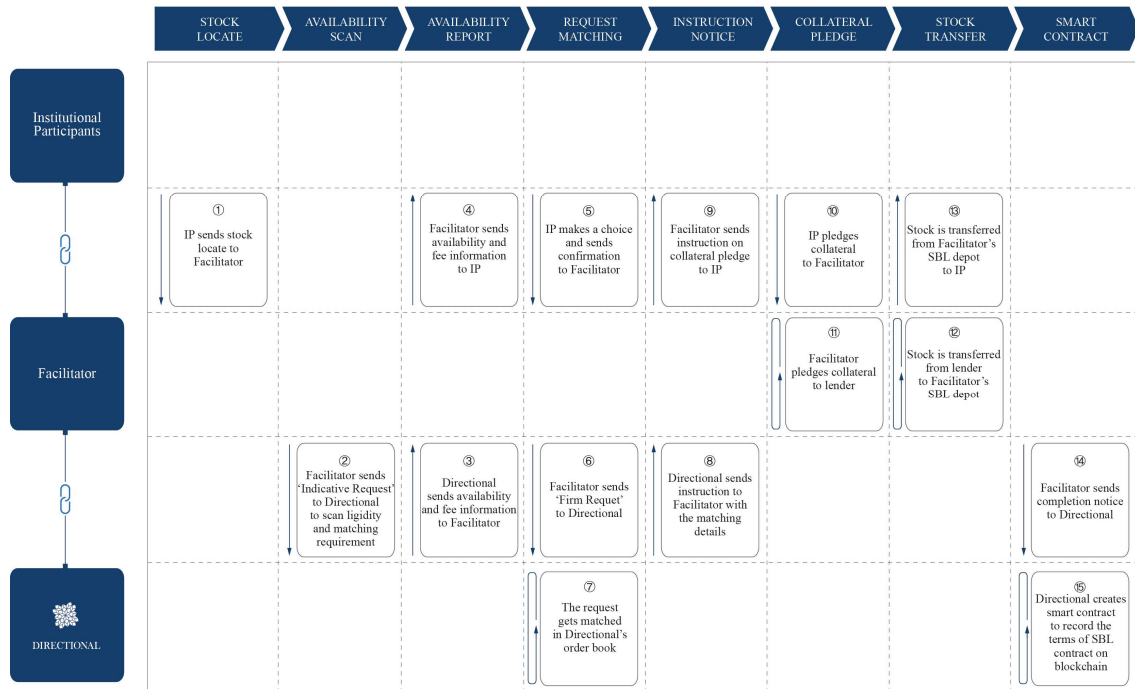 STOCK
LOCATE
AVAILABILITY
SCAN
AVAILABILITY
REPORT
REQUEST
MATCHING
INSTRUCTION
NOTICE
COLLATERAL
PLEDGE
STOCK
TRANSFER
SMART
CONTRACT
Institutional
Participants
①
IP sends stock
locate to
Facilitator
④
Facilitator sends
availability and
fee information
to IP
⑤
IP makes a choice
and sends
confirmation
to Facilitator
⑨
Facilitator sends
instruction on
collateral pledge
to IP
⑩
IP pledges
collateral
to Facilitator
⑬
Stock is transferred
from Facilitator's
SBL depot
to IP
Facilitator
⑪
Facilitator
pledges collateral
to lender
⑫
Stock is transferred
from lender
to Facilitator's
SBL depot
②
Facilitator sends
'Indicative Request'
to Directional
to scan ligidity
and matching
requirement
③
Directional
sends availability
and fee information
to Facilitator
⑥
Facilitator sends
'Firm Requet'
to Directional
⑧
Directional sends
instruction to
Facilitator with
the matching
details
⑭
Facilitator sends
completion notice
to Directional
DIRECTIONAL
⑦
The request
gets matched
in Directional's
order book
⑮
Directional creates
smart contract
to record the
terms of SBL
contract on
blockchain